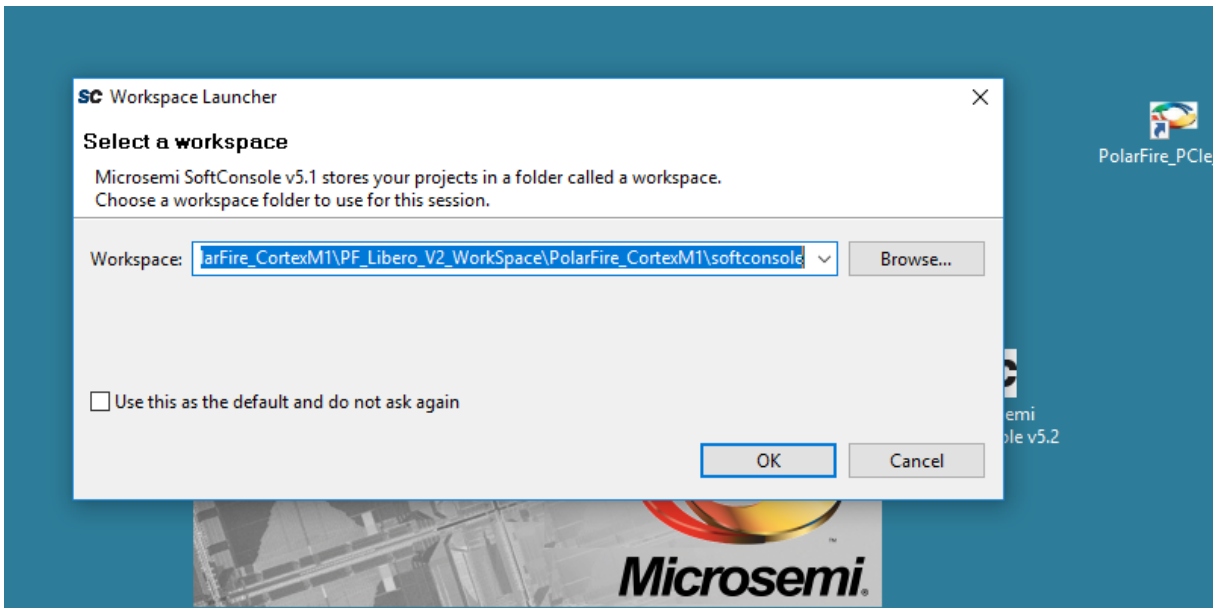 SC Workspace Launcher
Select a workspace
Microsemi SoftConsole v5.1 stores your projects in a folder called a workspace.
Choose a workspace folder to use for this session.
Workspace: larFire_CortexM1\PF_Libero_V2_WorkSpace\PolarFire_CortexM1\softconsole Browse...
Use this as the default and do not ask again
OK Cancel
PolarFire_PCIe_
C
emi
ole v5.2
Microsemi.